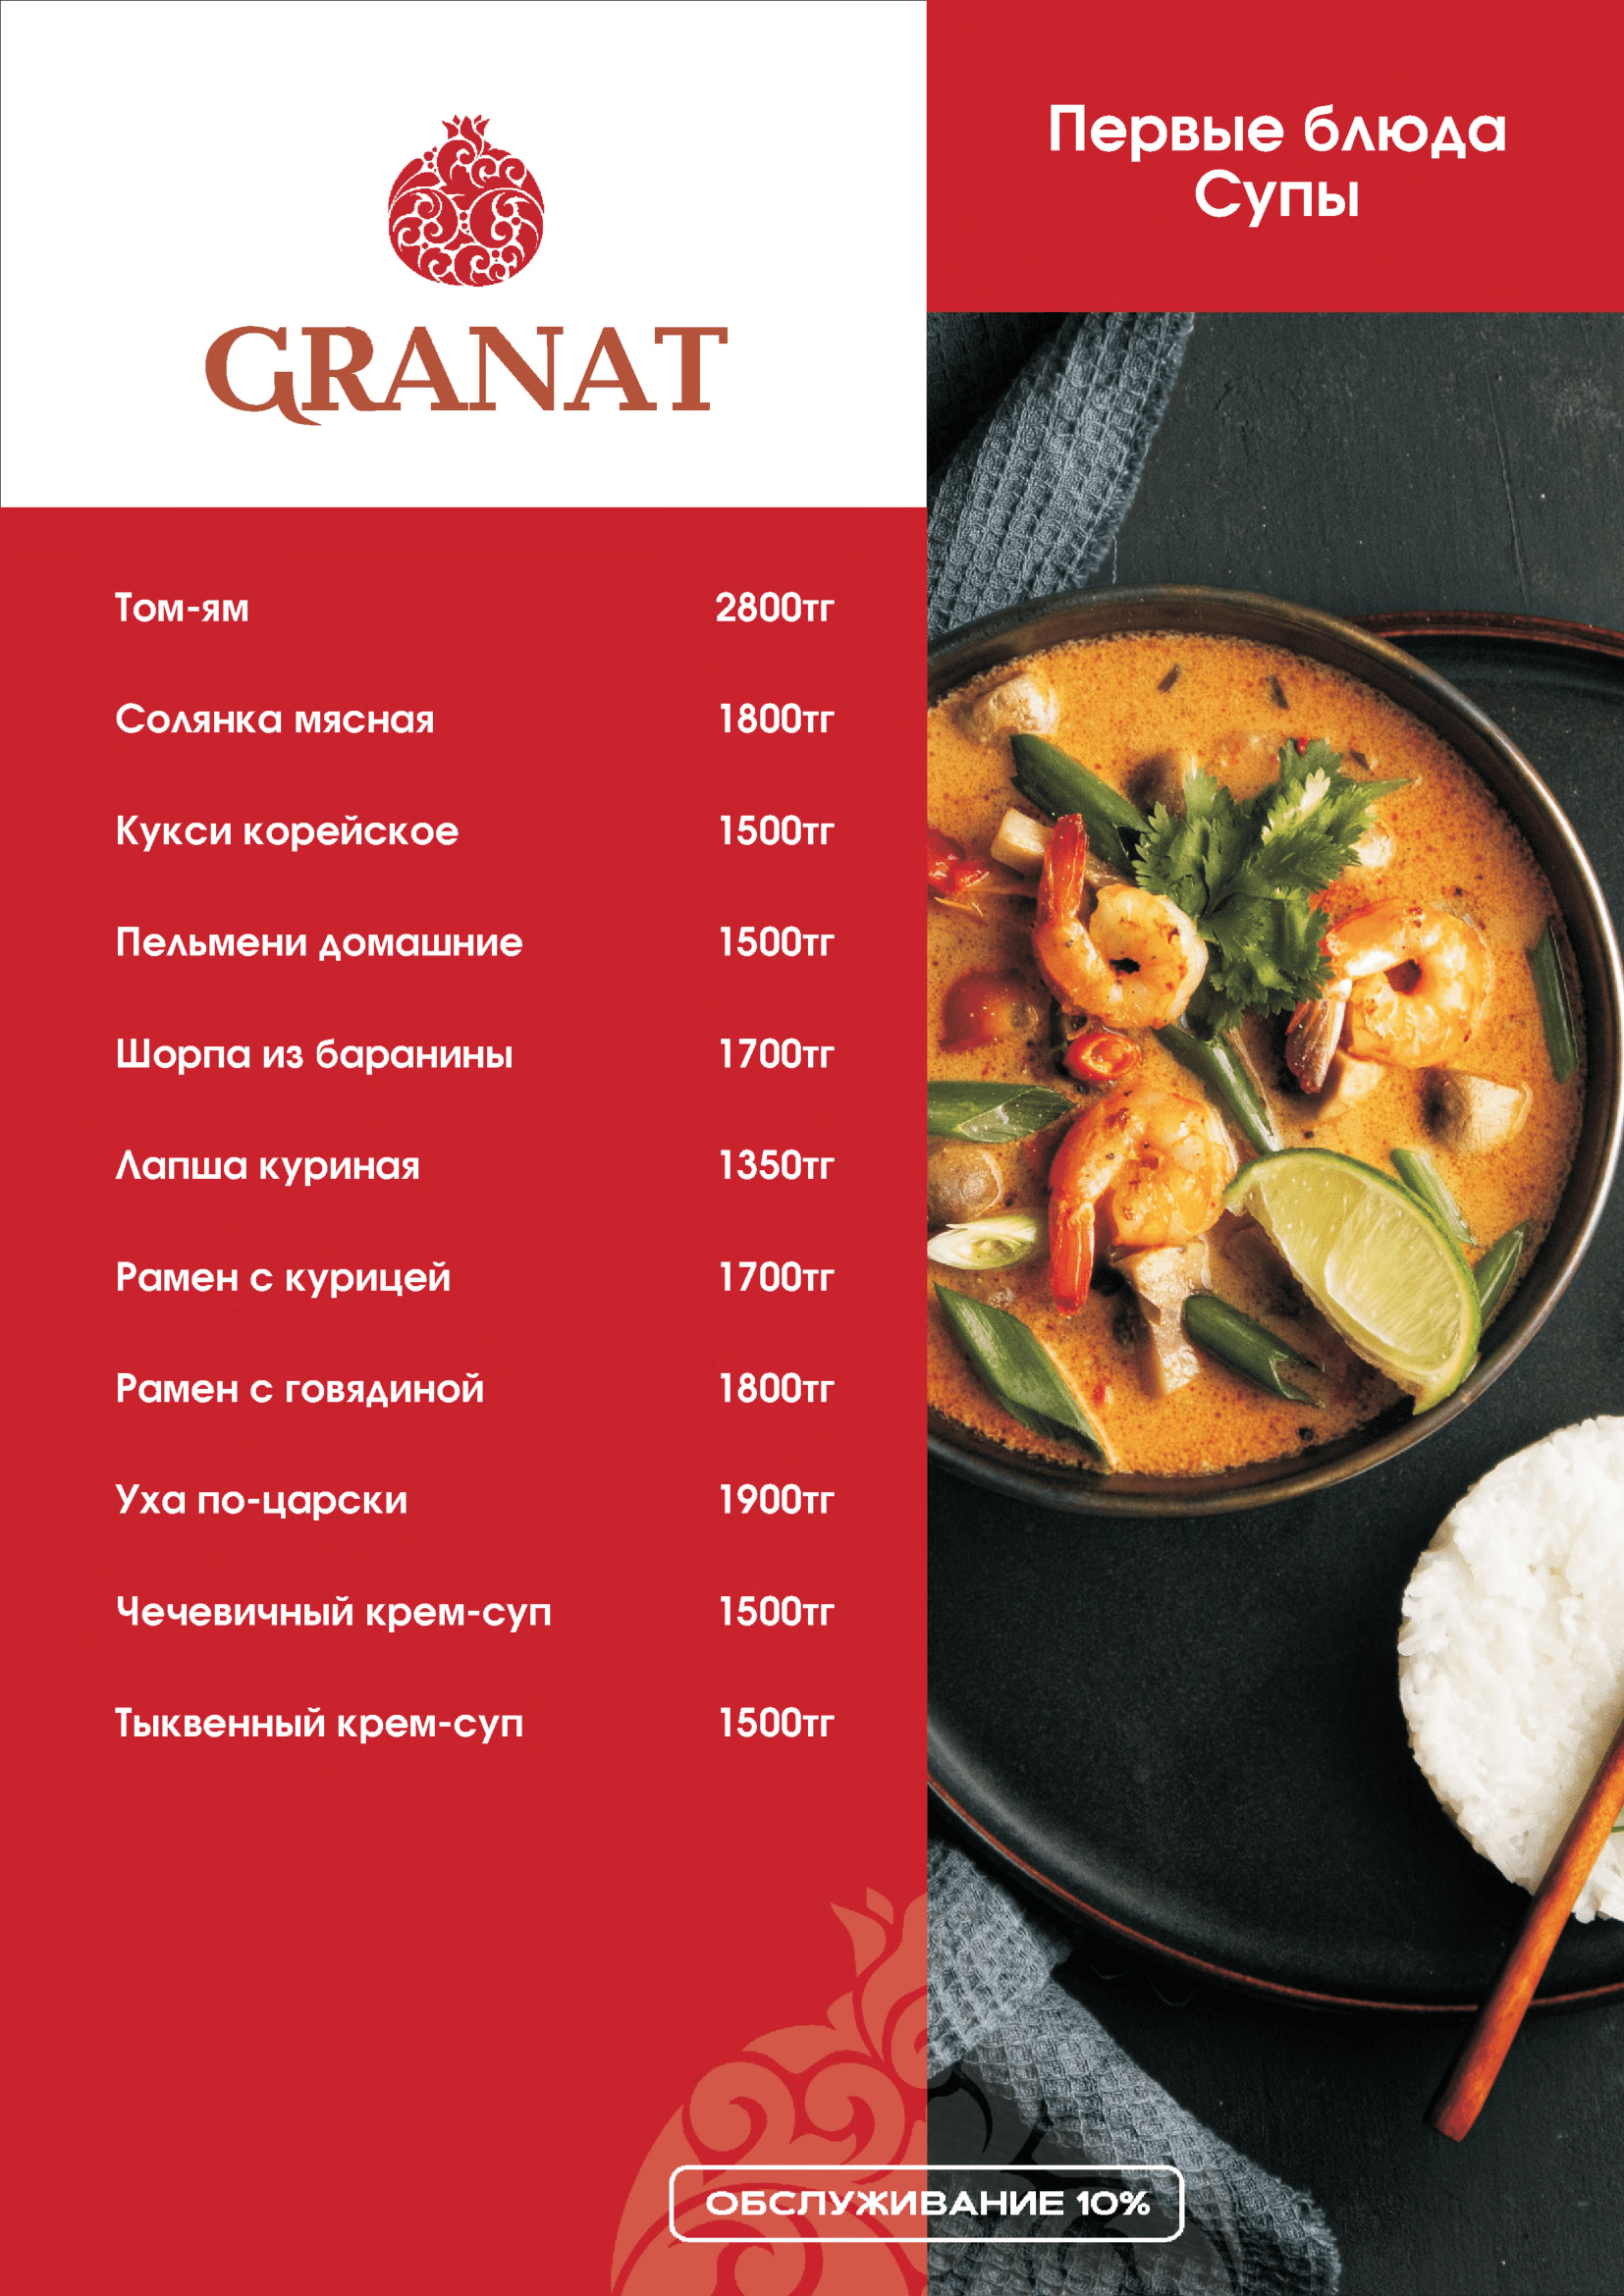 GRANAT
Первые блюда
Супы
Том-ям 2800тг
Солянка мясная 1800тг
Кукси корейское 1500тг
Пельмени домашние 1500тг
Шорпа из баранины 1700тг
Лапша куриная 1350тг
Рамен с курицей 1700тг
Рамен с говядиной 1800тг
Уха по-царски 1900тг
Чечевичный крем-суп 1500тг
Тыквенный крем-суп 1500тг
ОБСЛУЖИВАНИЕ 10%